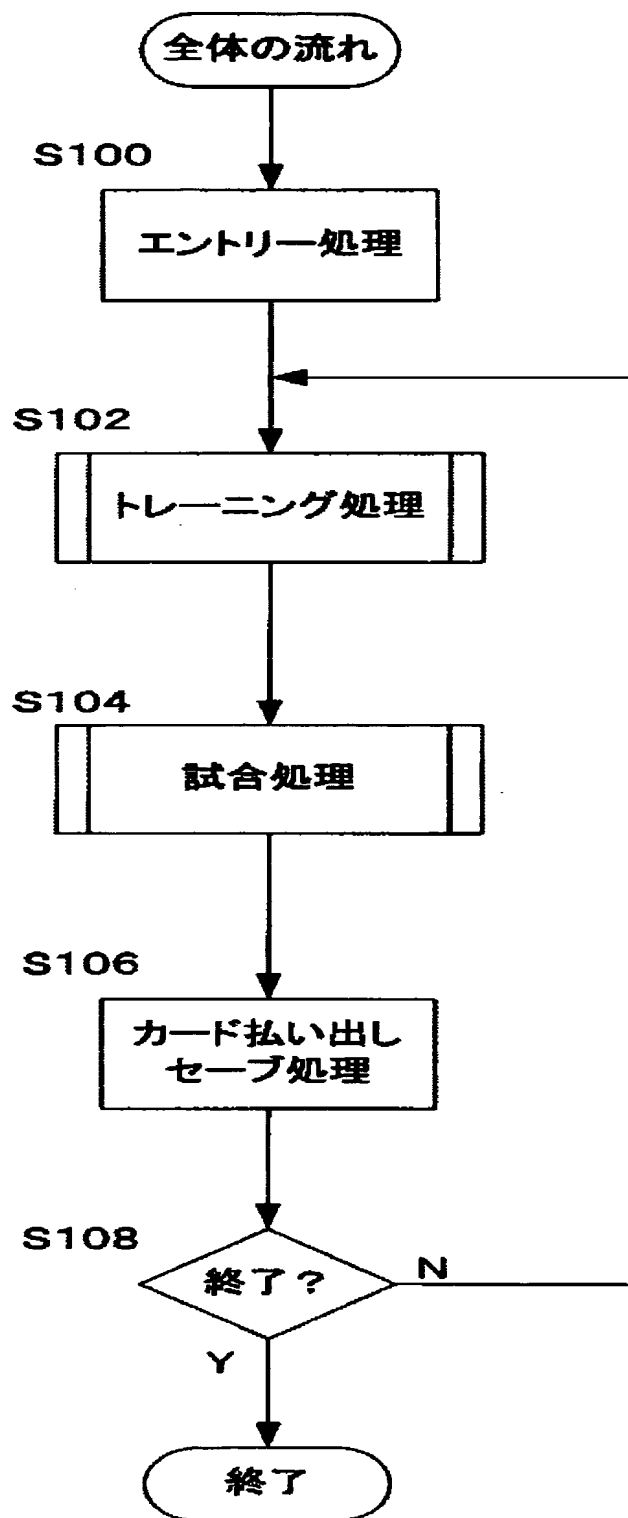 全体の流れ
S100
エントリー処理
S102
トレーニング処理
S104
試合処理
S106
カード払い出し
セーブ処理
S108
終了？
N
Y
終了